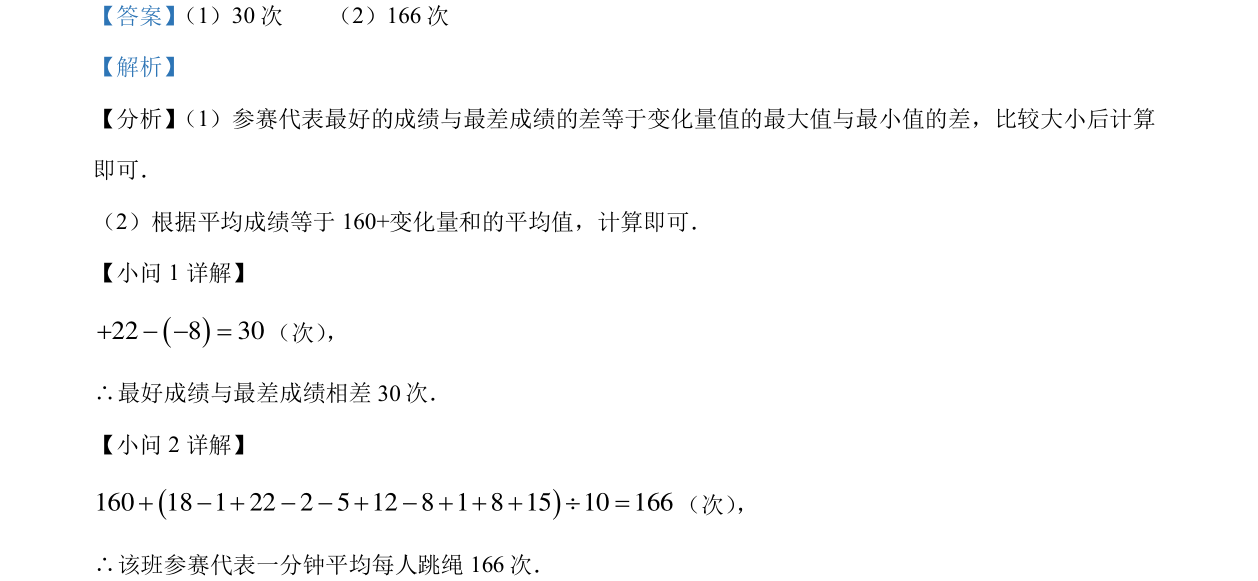 【答案】（1）30 次 （2）166 次
【解析】
【分析】（1）参赛代表最好的成绩与最差成绩的差等于变化量值的最大值与最小值的差，比较大小后计算
即可．
（2）根据平均成绩等于 160+变化量和的平均值，计算即可．
【小问 1 详解】
+22−(−8)=30（次），
∴最好成绩与最差成绩相差 30 次．
【小问 2 详解】
160+(18−1+22−2−5+12−8+1+8+15)÷10=166（次），
∴该班参赛代表一分钟平均每人跳绳 166 次．